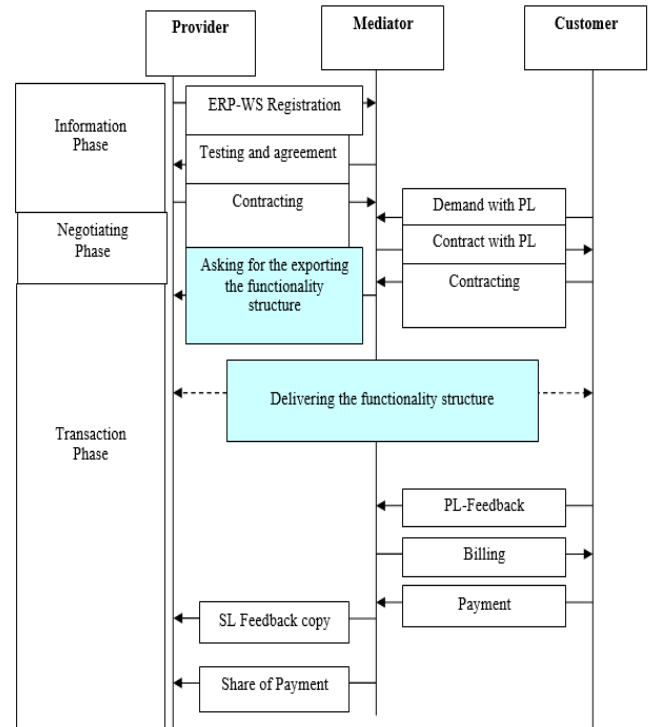 Provider
Mediator
Customer
Information
Phase
ERP-WS Registration
Testing and agreement
Contracting
Demand with PL
Negotiating
Phase
Contract with PL
Asking for the exporting
the functionality
structure
Contracting
Delivering the functionality structure
Transaction
Phase
PL-Feedback
Billing
Payment
SL Feedback copy
Share of Payment